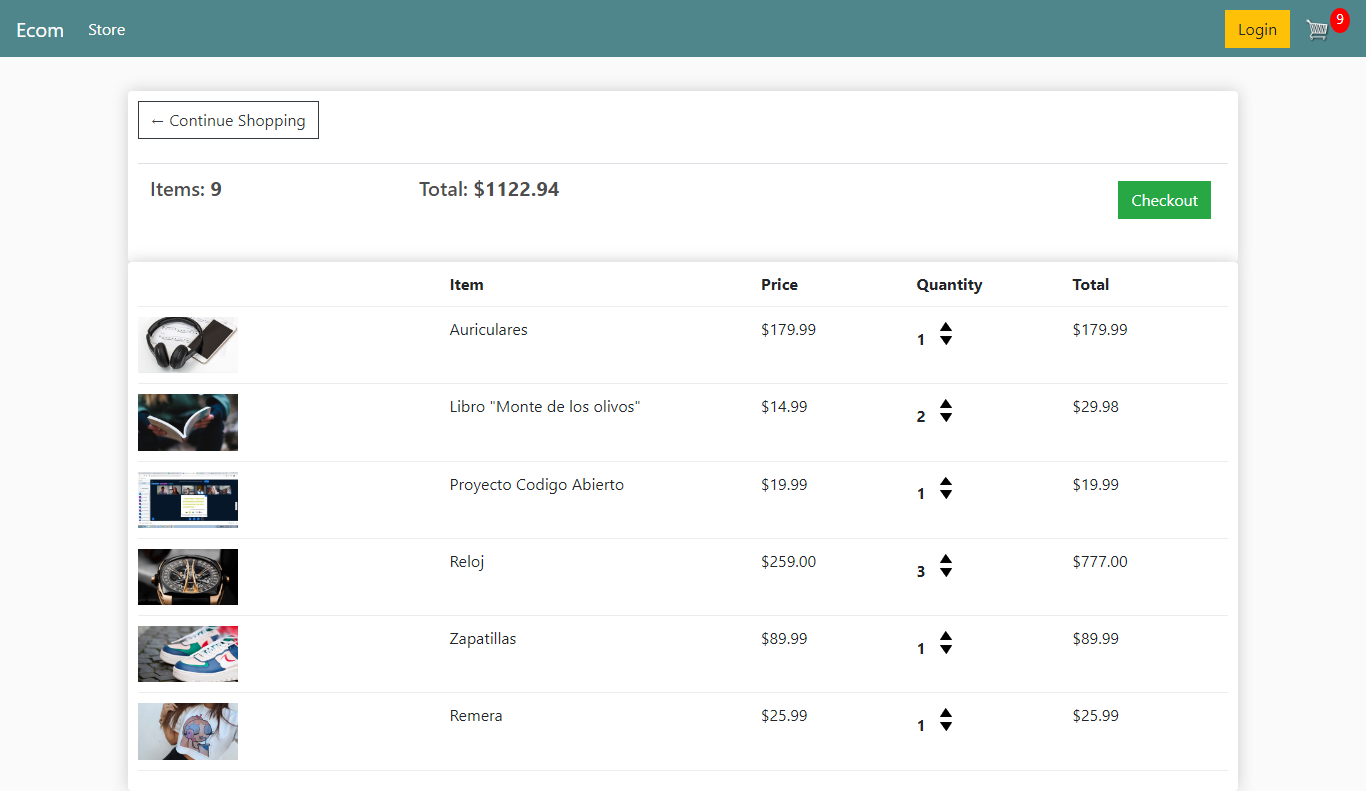 Ecom Store Login 9
← Continue Shopping
Items: 9 Total: $1122.94 Checkout
Item Price Quantity Total
Auriculares $179.99 1 $179.99
Libro "Monte de los olivos" $14.99 2 $29.98
Proyecto Codigo Abierto $19.99 1 $19.99
Reloj $259.00 3 $777.00
Zapatillas $89.99 1 $89.99
Remera $25.99 1 $25.99